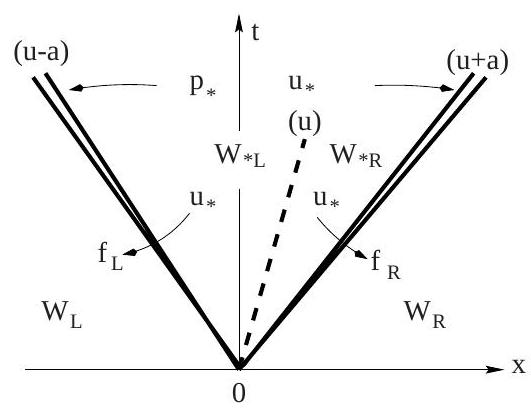 t
(u-a) (u+a)
p* u*
(u)
W*L W*R
u* u*
fL fR
WL WR
x
0